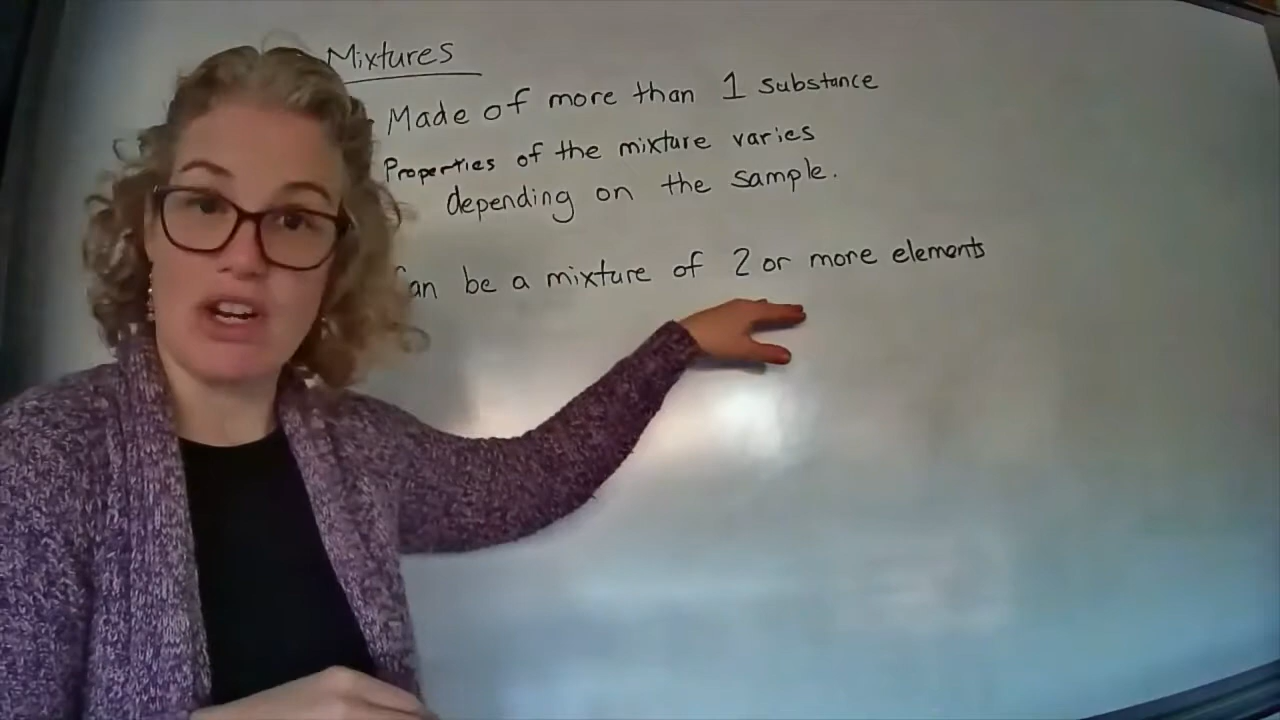 Mixtures
Made of more than 1 substance
Properties of the mixture varies
depending on the sample.
Can be a mixture of 2 or more elements